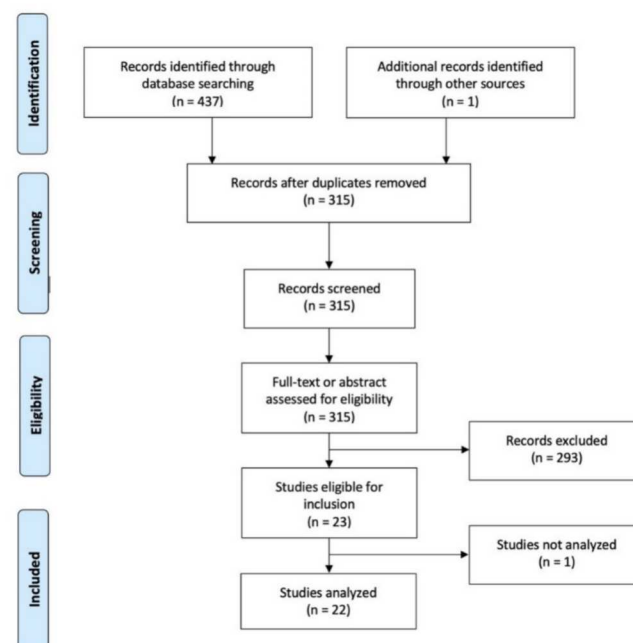 Identification
Records identified through
database searching
(n = 437)
Additional records identified
through other sources
(n = 1)
Records after duplicates removed
(n = 315)
Screening
Records screened
(n = 315)
Eligibility
Full-text or abstract
assessed for eligibility
(n = 315)
Records excluded
(n = 293)
Studies eligible for
inclusion
(n = 23)
Included
Studies not analyzed
(n = 1)
Studies analyzed
(n = 22)